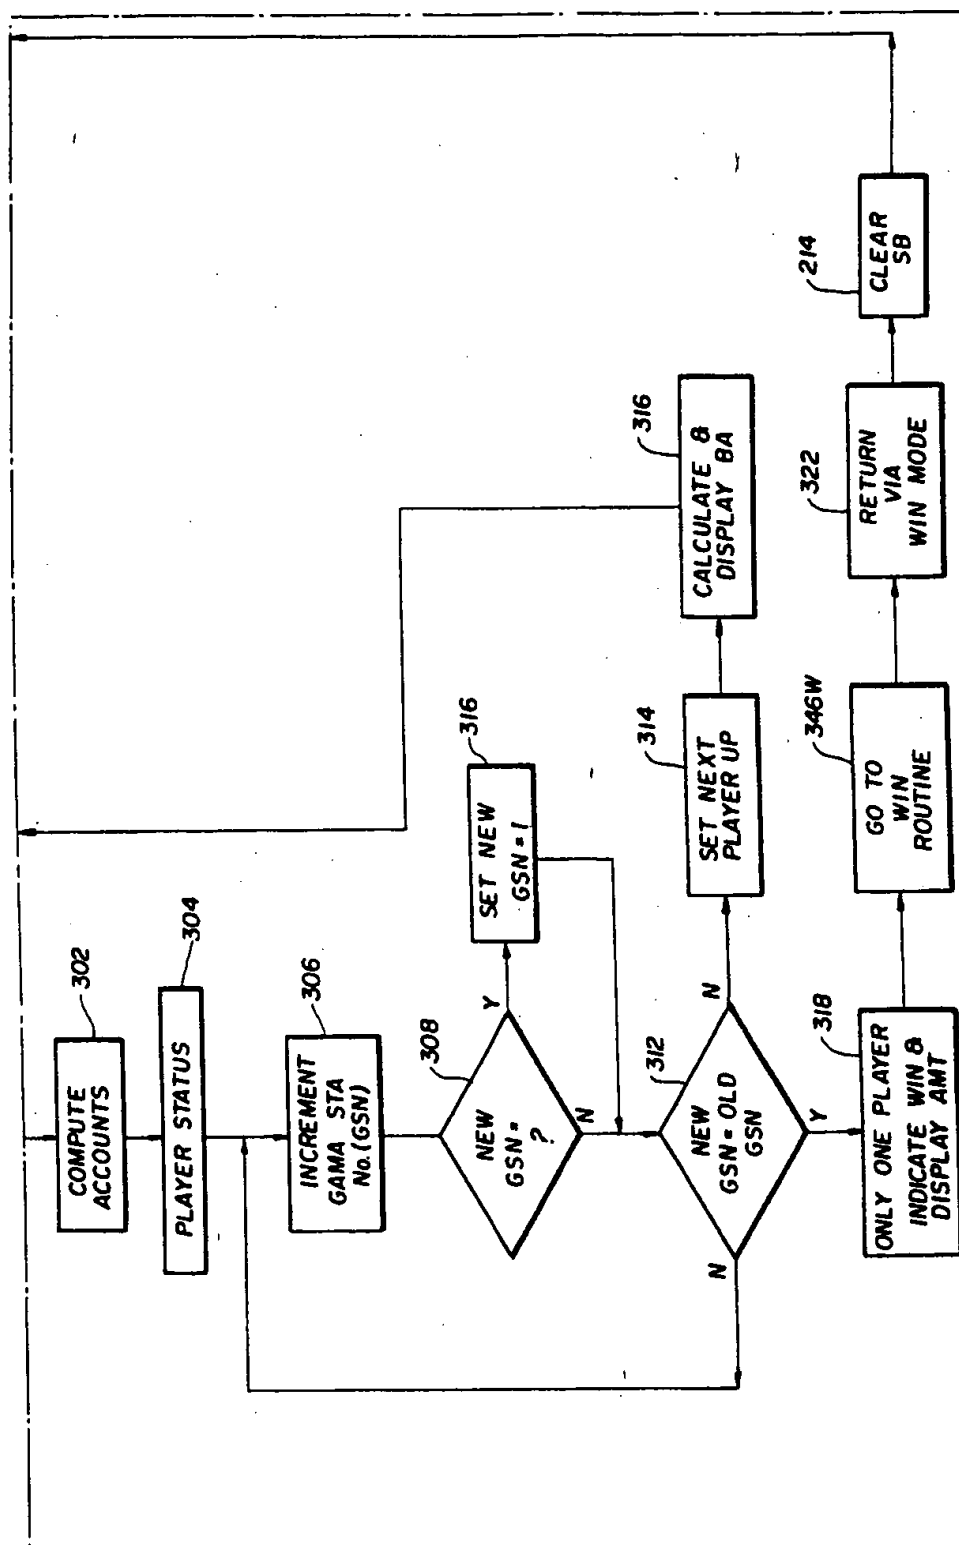 302
COMPUTE
ACCOUNTS
304
PLAYER STATUS
306
INCREMENT
GAMA STA
No. (GSN)
308
NEW
GSN=
?
Y
N
316
SET NEW
GSN=1
312
NEW
GSN=OLD
GSN
N
N
Y
314
SET NEXT
PLAYER UP
316
CALCULATE &
DISPLAY BA
318
ONLY ONE PLAYER
INDICATE WIN &
DISPLAY AMT
346W
GO TO
WIN
ROUTINE
322
RETURN
VIA
WIN MODE
214
CLEAR
SB